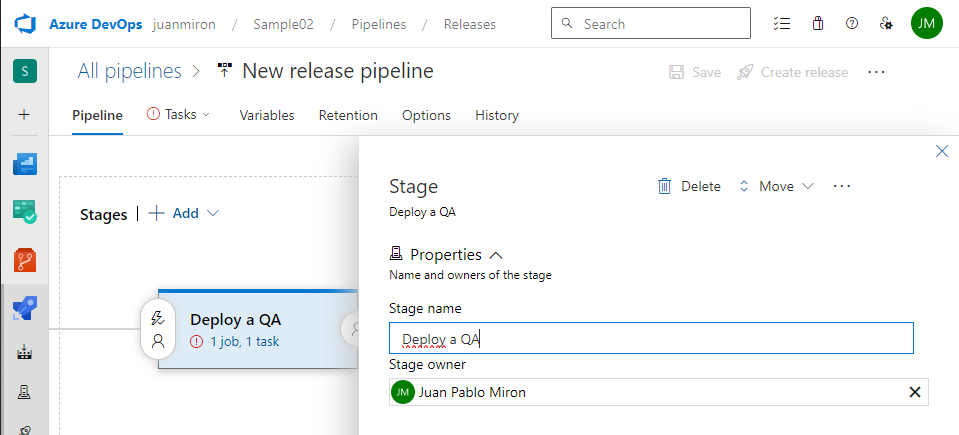 Azure DevOps juanmiron / Sample02 / Pipelines / Releases Search JM
S All pipelines > New release pipeline Save Create release ...
Pipeline Tasks Variables Retention Options History
Stage Delete Move ...
Deploy a QA
Stages | + Add
Properties
Name and owners of the stage
Stage name
Deploy a QA
Deploy a QA
1 job, 1 task
Stage owner
JM Juan Pablo Miron